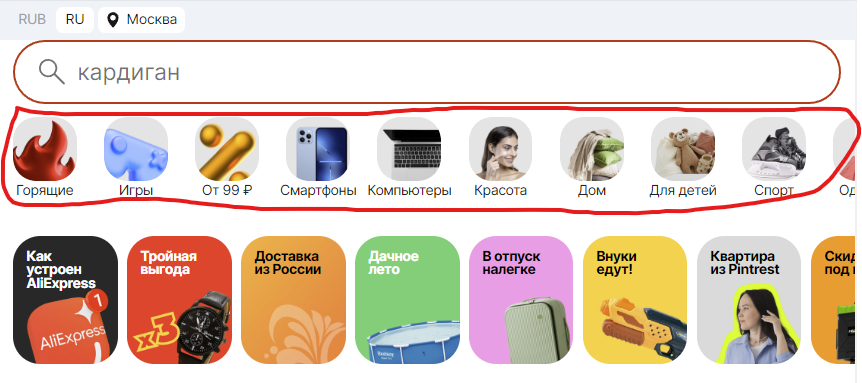 RUB RU Москва
кардиган
Горящие Игры От 99 ₽ Смартфоны Компьютеры Красота Дом Для детей Спорт
Как Тройная Доставка Дачное В отпуск Внуки Квартира
устроен выгода из России лето налегке едут! из Pintrest
AliExpress
1
AliExpress
x3